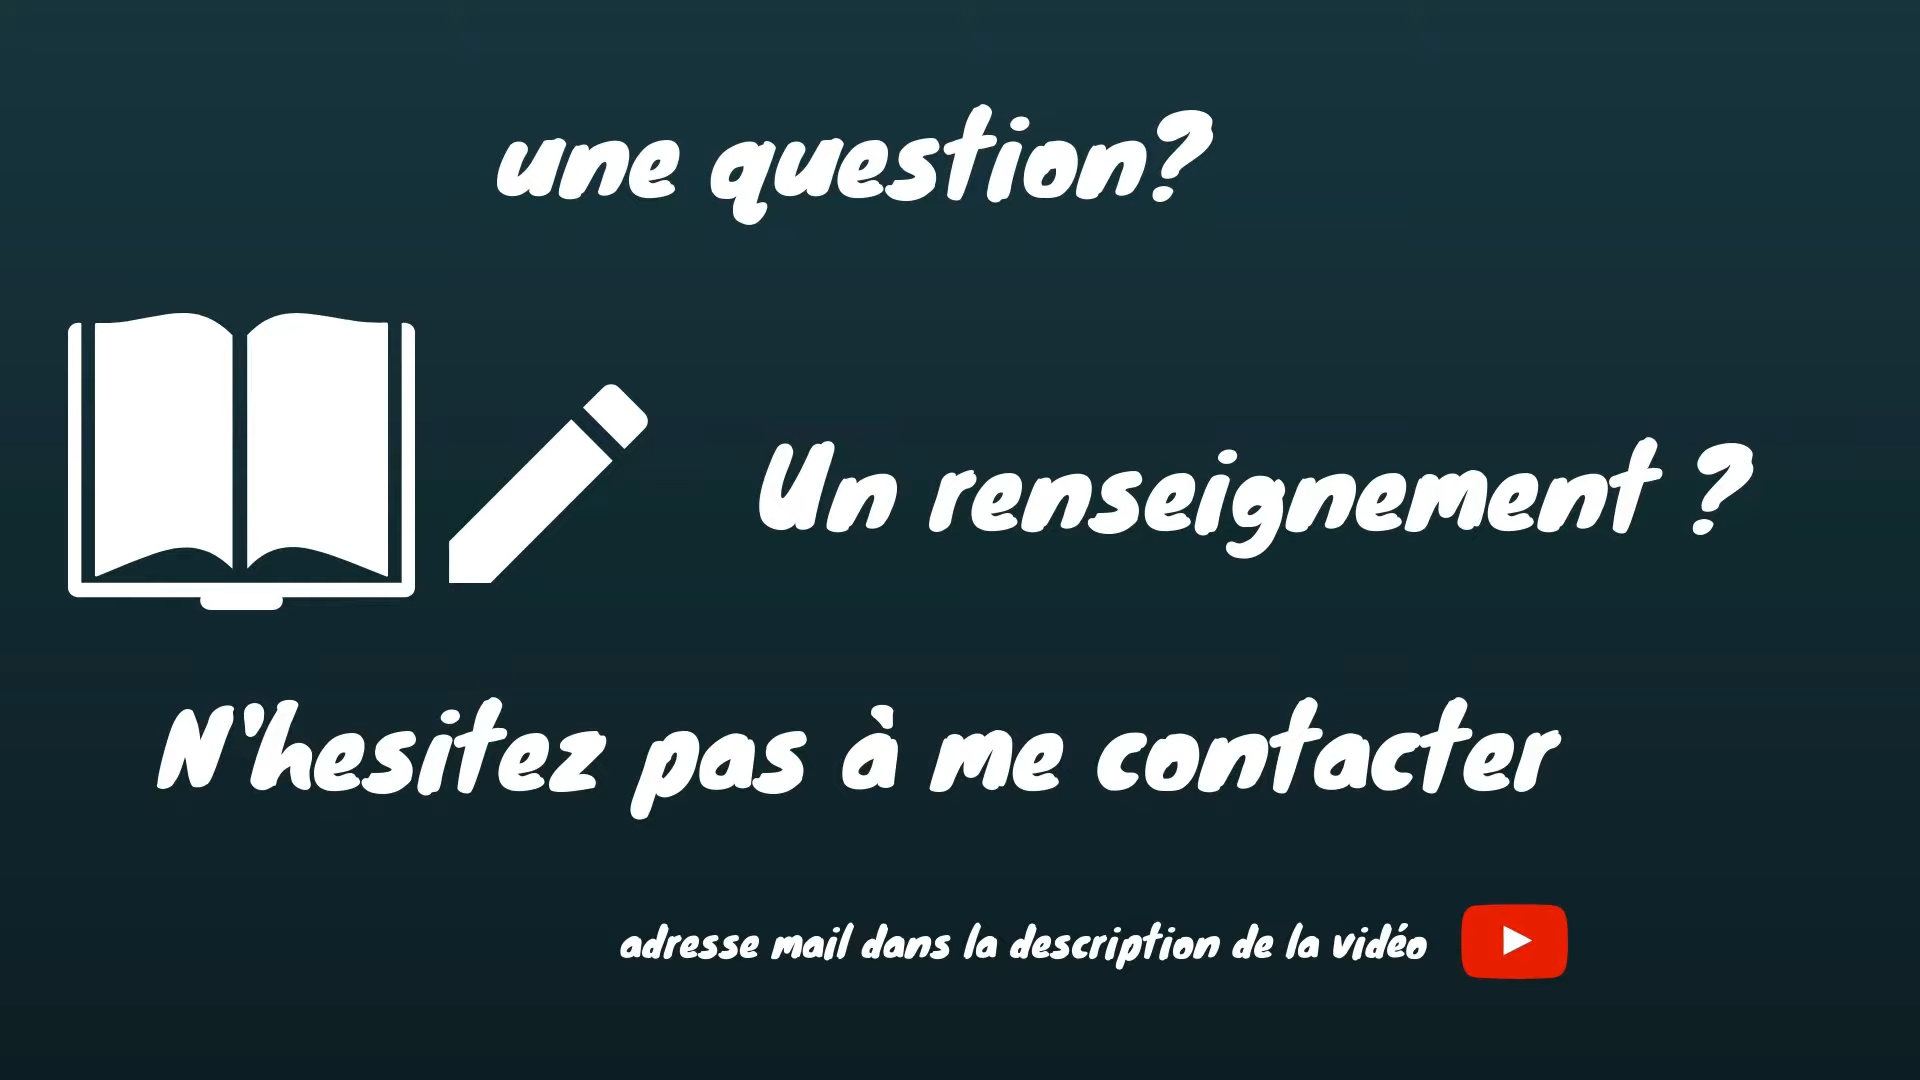 une question?
Un renseignement ?
N'hesitez pas à me contacter
adresse mail dans la description de la vidéo